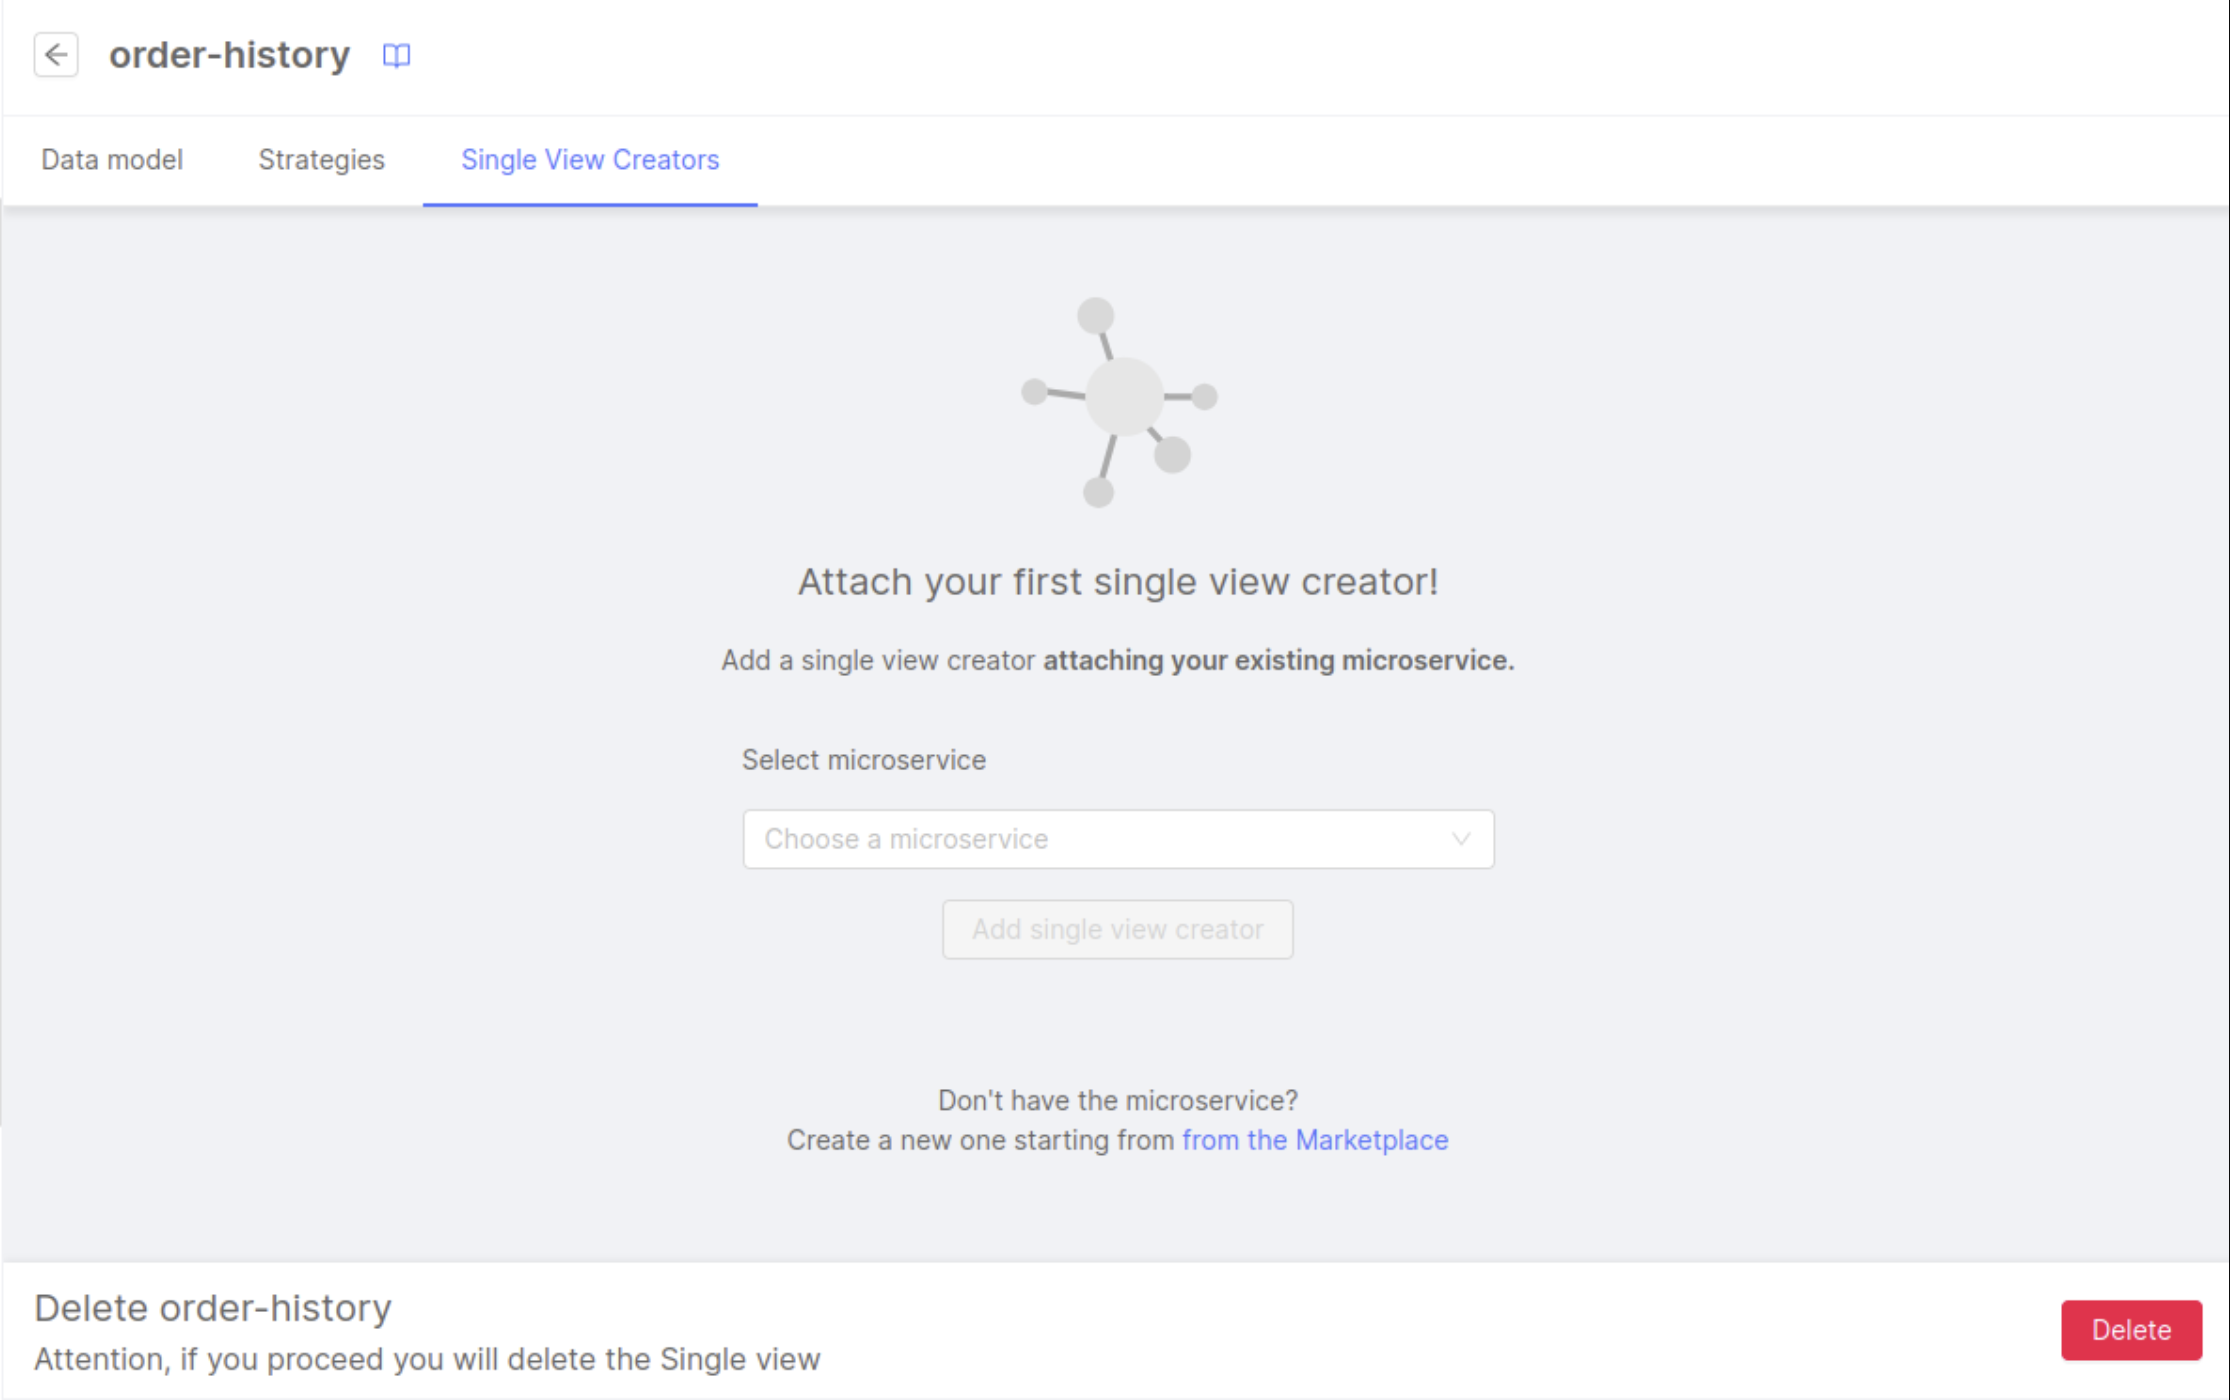 order-history
Data model
Strategies
Single View Creators
Attach your first single view creator!
Add a single view creator attaching your existing microservice.
Select microservice
Choose a microservice
Add single view creator
Don't have the microservice?
Create a new one starting from from the Marketplace
Delete order-history
Attention, if you proceed you will delete the Single view
Delete